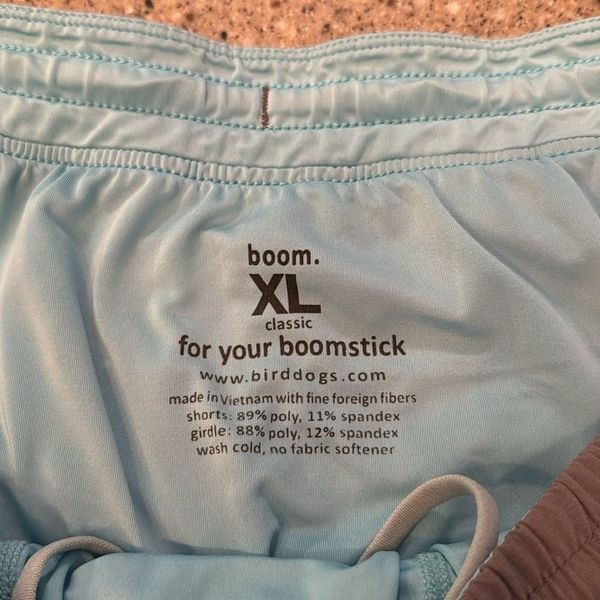 boom.
XL
classic
for your boomstick
www.birddogs.com
made in Vietnam with fine foreign fibers
shorts: 89% poly, 11% spandex
girdle: 88% poly, 12% spandex
wash cold, no fabric softener